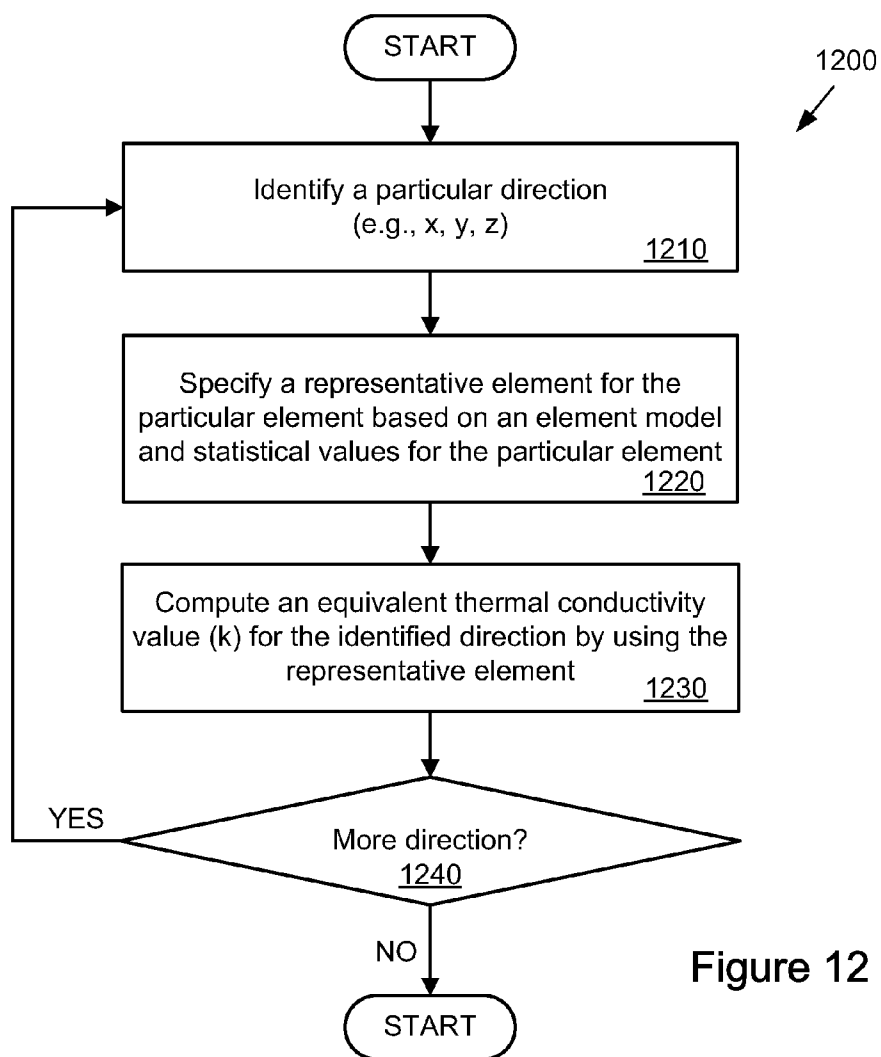 START
1200
Identify a particular direction
(e.g., x, y, z)
1210
Specify a representative element for the
particular element based on an element model
and statistical values for the particular element
1220
Compute an equivalent thermal conductivity
value (k) for the identified direction by using the
representative element
1230
YES
More direction?
1240
NO
Figure 12
START